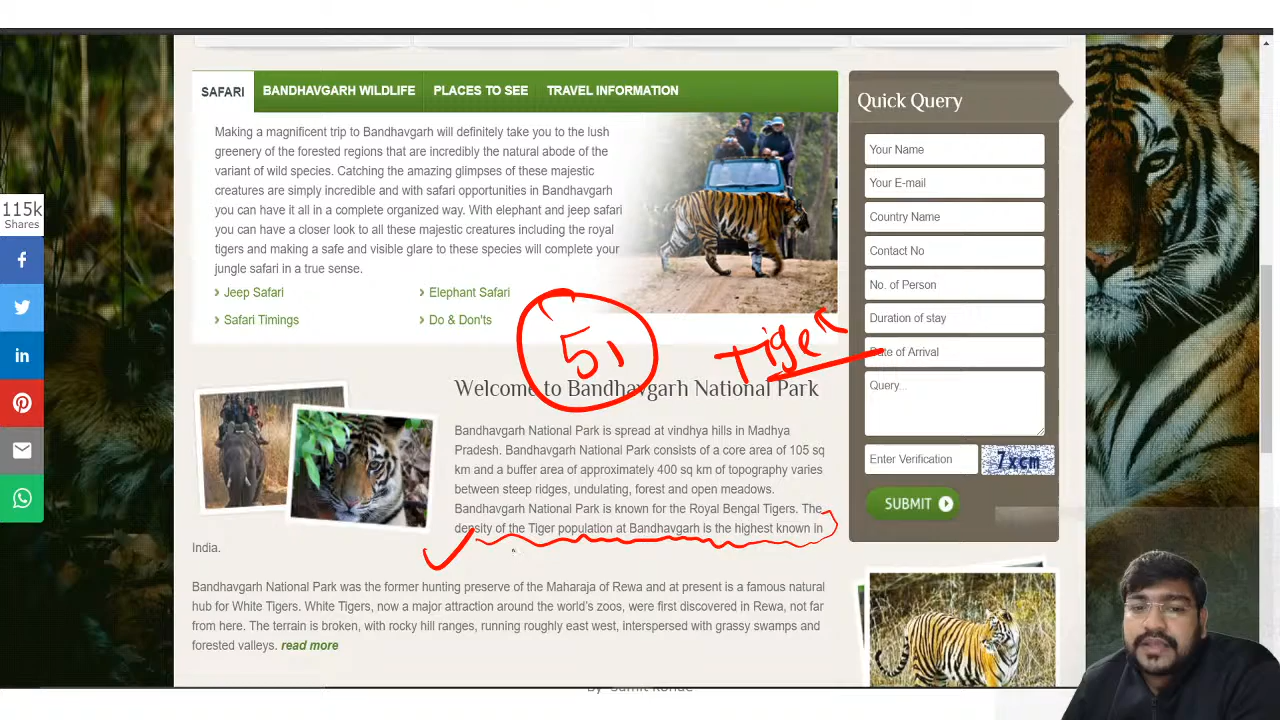 SAFARI
BANDHAVGARH WILDLIFE
PLACES TO SEE
TRAVEL INFORMATION
Making a magnificent trip to Bandhavgarh will definitely take you to the lush
greenery of the forested regions that are incredibly the natural abode of the
variant of wild species. Catching the amazing glimpses of these majestic
creatures are simply incredible and with safari opportunities in Bandhavgarh
you can have it all in a complete organized way. With elephant and jeep safari
you can have a closer look to all these majestic creatures including the royal
tigers and making a safe and visible glare to these species will complete your
jungle safari in a true sense.
Jeep Safari
Elephant Safari
Safari Timings
Do & Don'ts
115k
Shares
Tiger
Welcome to Bandhavgarh National Park
Bandhavgarh National Park is spread at vindhya hills in Madhya
Pradesh. Bandhavgarh National Park consists of a core area of 105 sq
km and a buffer area of approximately 400 sq km of topography varies
between steep ridges, undulating, forest and open meadows.
Bandhavgarh National Park is known for the Royal Bengal Tigers. The
density of the Tiger population at Bandhavgarh is the highest known in
India.
Bandhavgarh National Park was the former hunting preserve of the Maharaja of Rewa and at present is a famous natural
hub for White Tigers. White Tigers, now a major attraction around the world's zoos, were first discovered in Rewa, not far
from here. The terrain is broken, with rocky hill ranges, running roughly east west, interspersed with grassy swamps and
forested valleys. read more
Quick Query
Your Name
Your E-mail
Country Name
Contact No
No. of Person
Duration of stay
Date of Arrival
Query...
Enter Verification
7xcm
SUBMIT